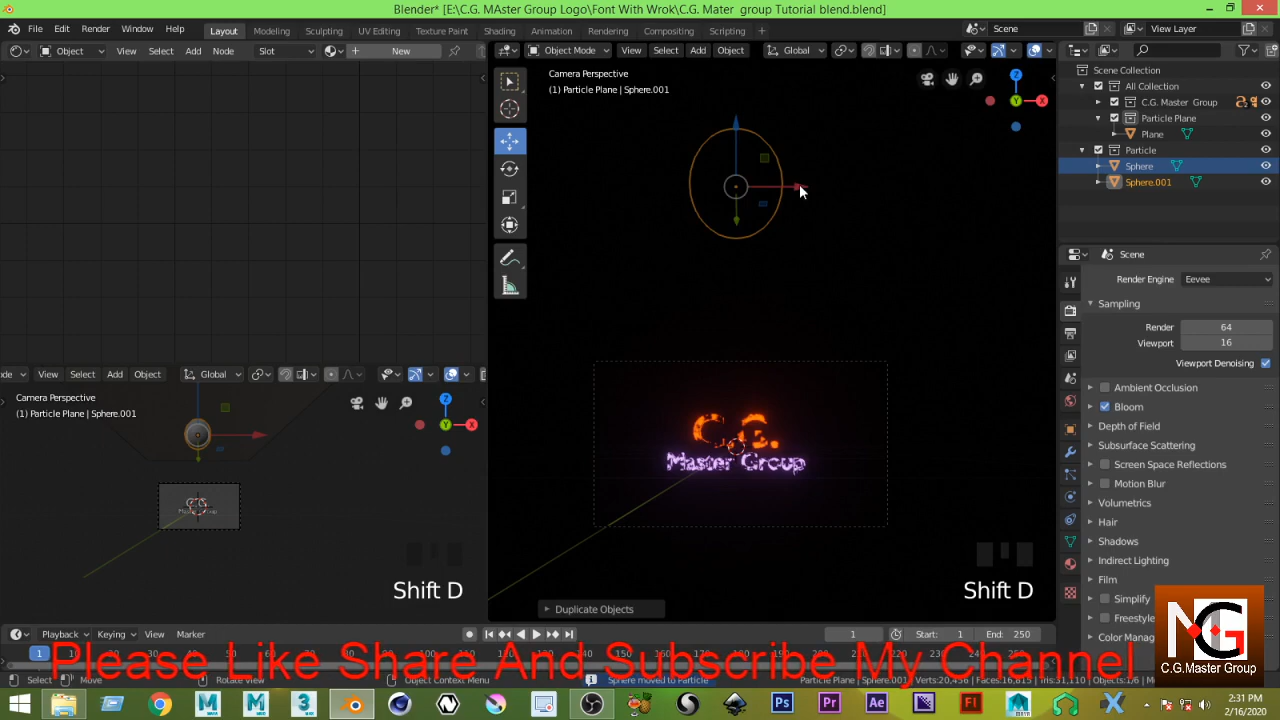 Blender* [E:\C.G. MAster Group Logo\Font With Wrok\C.G. Mater  group Tutorial blend.blend]
File Edit Render Window Help Layout Modeling Sculpting UV Editing Texture Paint Shading Animation Rendering Compositing Scripting + Scene View Layer
Object View Select Add Node Slot New
Object Mode View Select Add Object Global
Camera Perspective
(1) Particle Plane | Sphere.001
Z
Y
X
Scene Collection
All Collection
C.G. Master Group
Particle Plane
Plane
Particle
Sphere
Sphere.001
Scene
Render Engine Eevee
Sampling
Render 64
Viewport 16
Viewport Denoising
Ambient Occlusion
Bloom
Depth of Field
Subsurface Scattering
Screen Space Reflections
Motion Blur
Volumetrics
Hair
Shadows
Indirect Lighting
Film
Simplify
Freestyle
Color Manag
View Select Add Object Global
Camera Perspective
(1) Particle Plane | Sphere.001
Z
Y
X
C.G.
Master Group
Shift D
Shift D
Duplicate Objects
Playback Keying View Marker
1 Start: 1 End: 250
1
Please Like Share And Subscribe My Channel
Select Box Select Rotate View Object Context Menu Sphere moved to Particle
C.G.Master Group
2:31 PM
2/16/2020